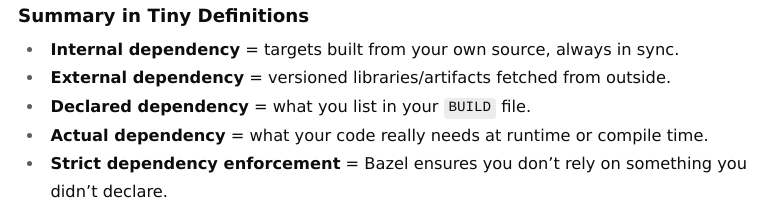 Summary in Tiny Definitions
• Internal dependency = targets built from your own source, always in sync.
• External dependency = versioned libraries/artifacts fetched from outside.
• Declared dependency = what you list in your BUILD file.
• Actual dependency = what your code really needs at runtime or compile time.
• Strict dependency enforcement = Bazel ensures you don’t rely on something you
didn’t declare.